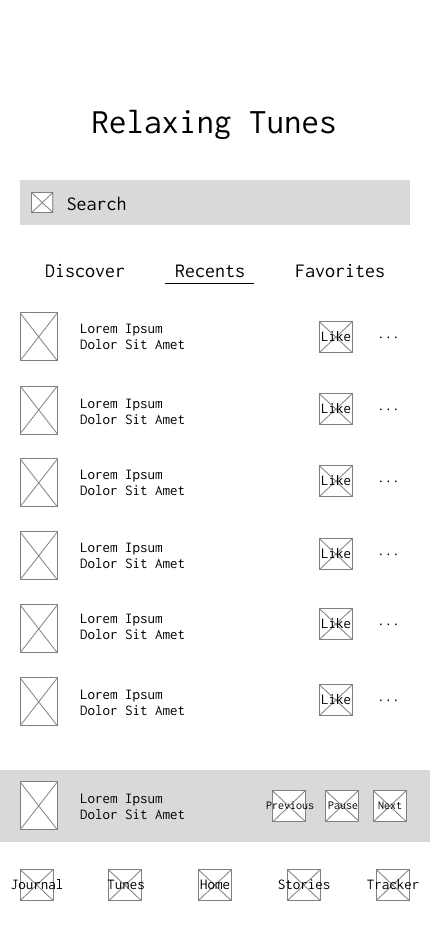 Relaxing Tunes
Search
Discover Recents Favorites
Lorem Ipsum
Dolor Sit Amet
Like ...
Lorem Ipsum
Dolor Sit Amet
Like ...
Lorem Ipsum
Dolor Sit Amet
Like ...
Lorem Ipsum
Dolor Sit Amet
Like ...
Lorem Ipsum
Dolor Sit Amet
Like ...
Lorem Ipsum
Dolor Sit Amet
Like ...
Lorem Ipsum
Dolor Sit Amet
Previous Pause Next
Journal Tunes Home Stories Tracker